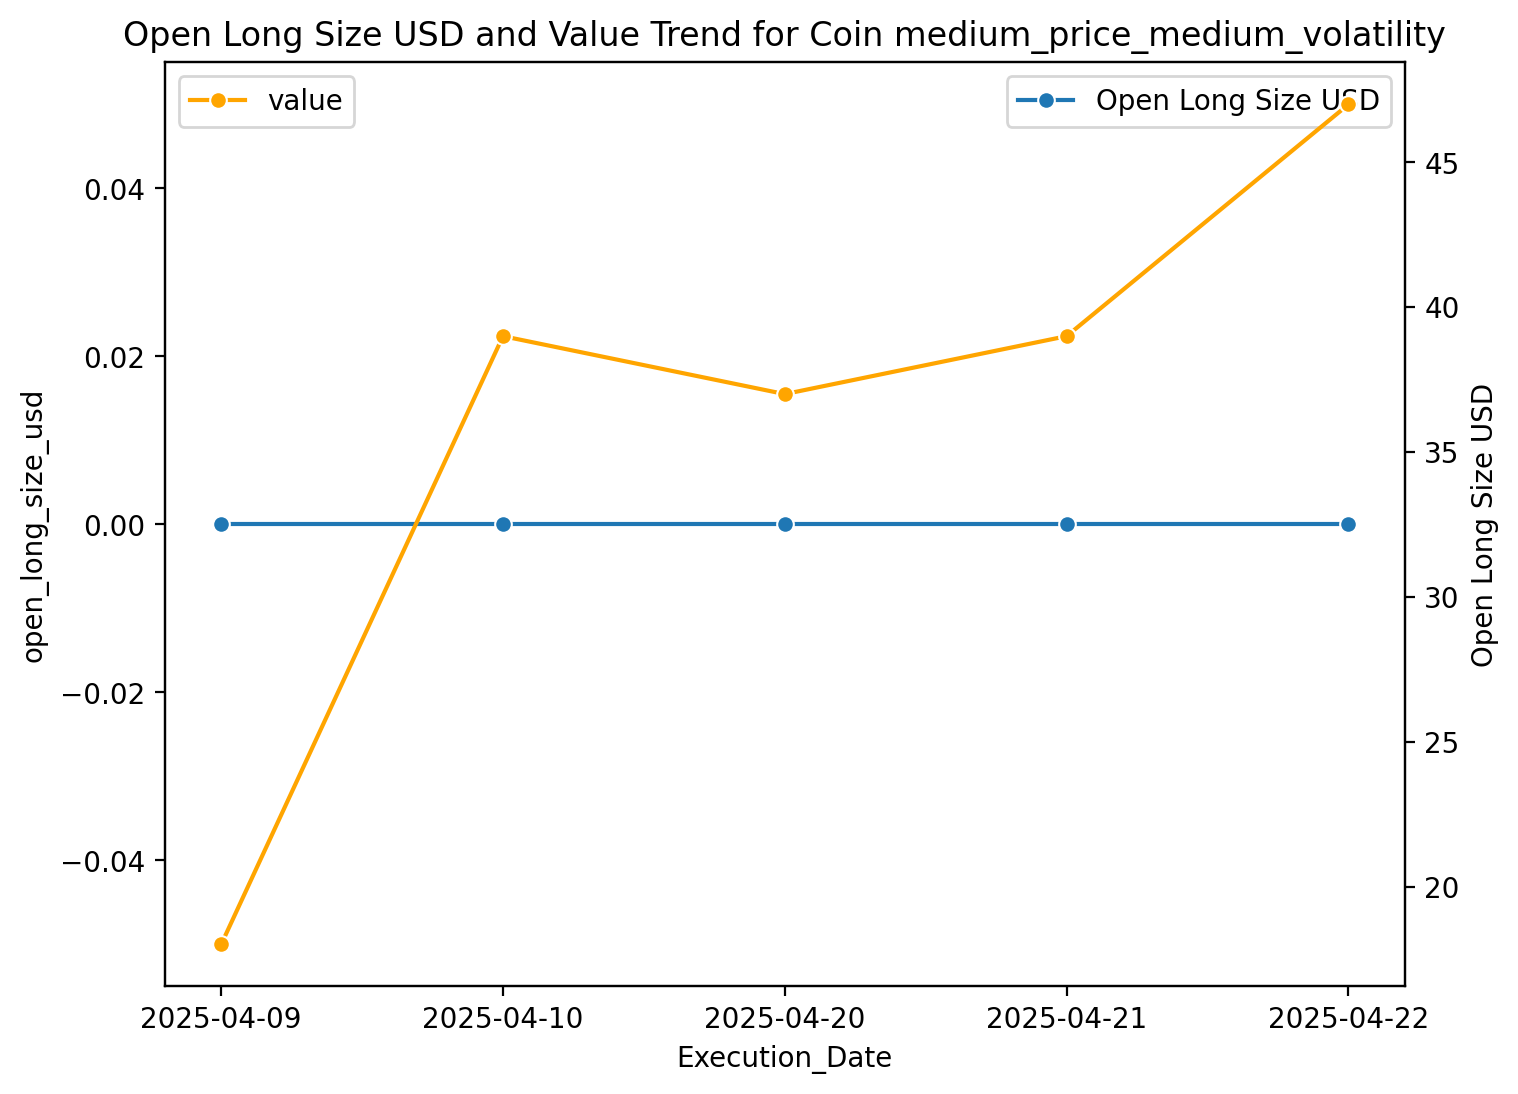 Open Long Size USD and Value Trend for Coin medium_price_medium_volatility
value
Open Long Size USD
0.04
0.02
0.00
−0.02
−0.04
open_long_size_usd
45
40
35
30
25
20
Open Long Size USD
2025-04-09
2025-04-10
2025-04-20
2025-04-21
2025-04-22
Execution_Date